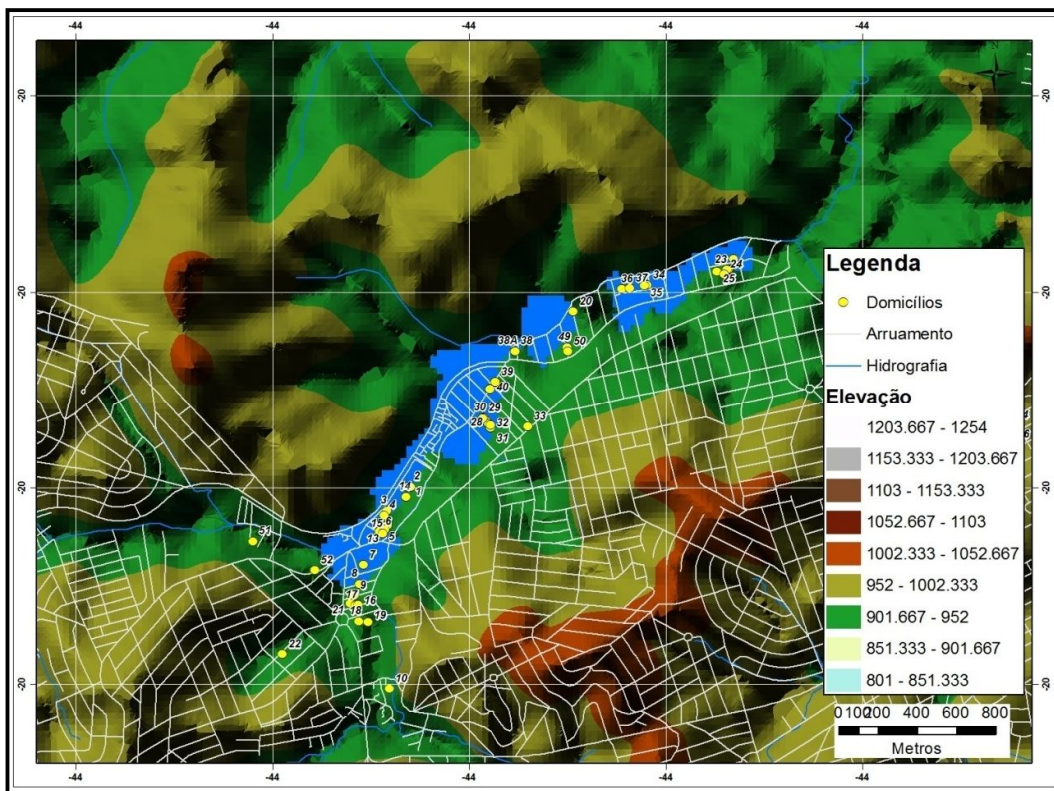 -44 -44 -44 -44 -44
-20 -20
23 24
25
36 37 34
35
20
49
50
38A 38
39
40
30 29
28 32
31
33
2
14 1
3
4
15 6
13 5
51
52
7
8
9
17 16
21 18 19
22
10
-20 -20
-20 -20
-20 -20
-44 -44 -44 -44 -44
Legenda
Domicílios
Arruamento
Hidrografia
Elevação
1203.667 - 1254
1153.333 - 1203.667
1103 - 1153.333
1052.667 - 1103
1002.333 - 1052.667
952 - 1002.333
901.667 - 952
851.333 - 901.667
801 - 851.333
0 100 200 400 600 800
Metros